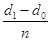 d₁ − d₀
n